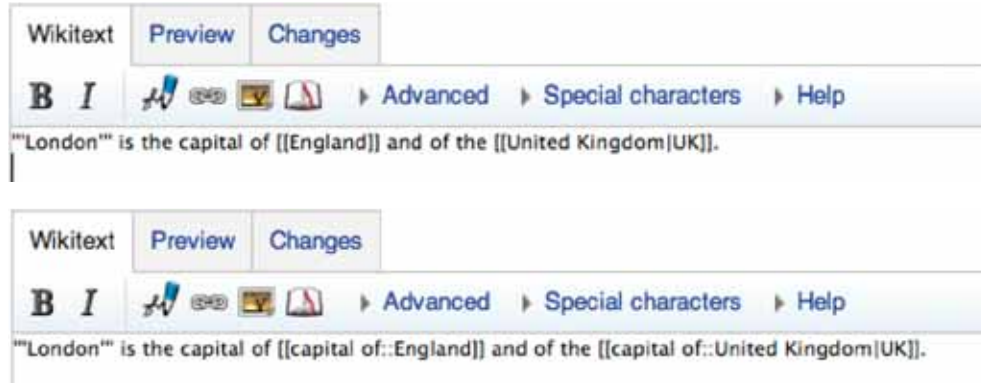 Wikitext Preview Changes
B I Advanced Special characters Help
'''London''' is the capital of [[England]] and of the [[United Kingdom|UK]].
Wikitext Preview Changes
B I Advanced Special characters Help
'''London''' is the capital of [[capital of::England]] and of the [[capital of::United Kingdom|UK]].